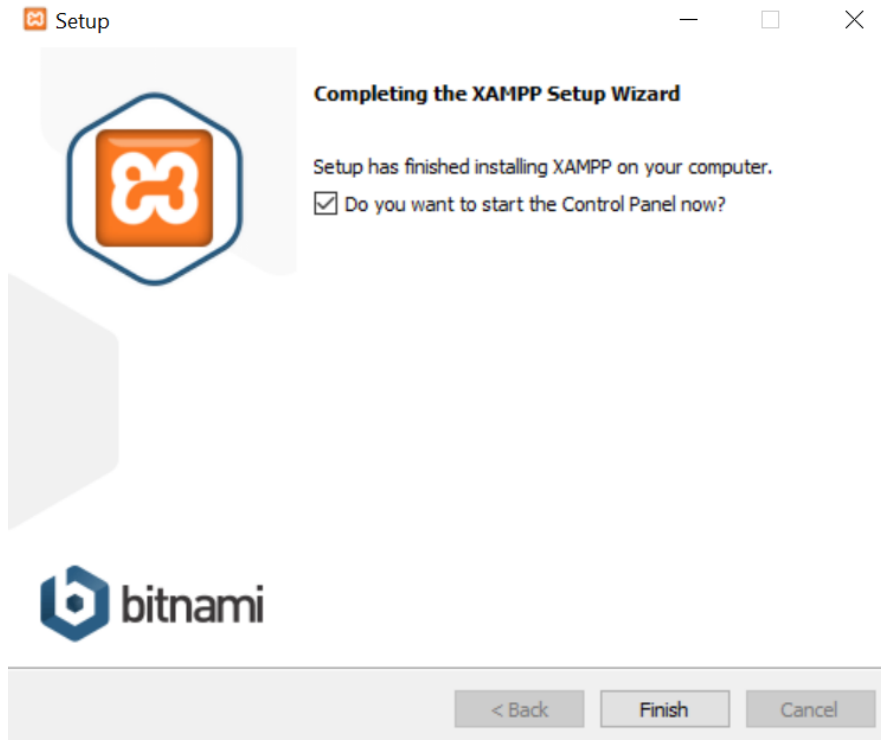 Setup
Completing the XAMPP Setup Wizard
Setup has finished installing XAMPP on your computer.
Do you want to start the Control Panel now?
bitnami
< Back
Finish
Cancel